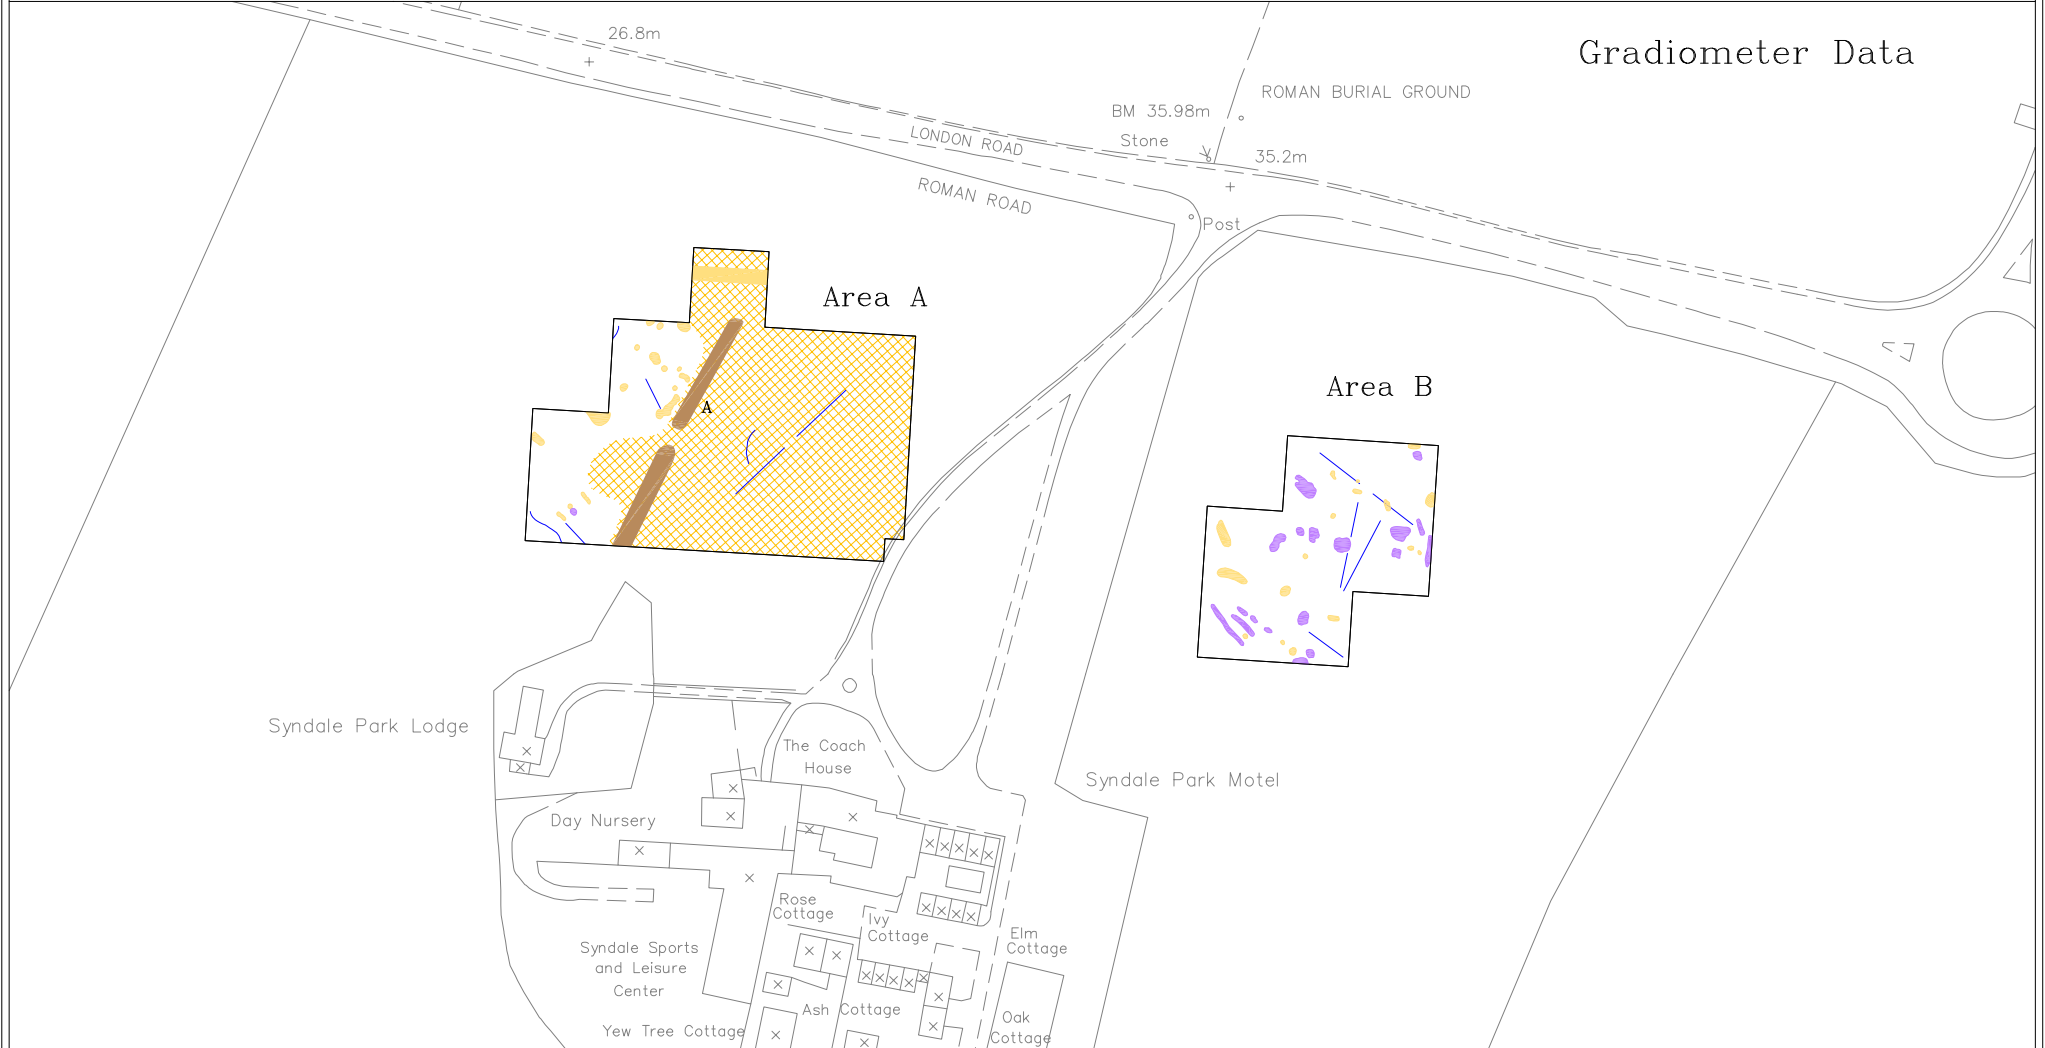 26.8m
Gradiometer Data
ROMAN BURIAL GROUND
BM 35.98m
LONDON ROAD
Stone
35.2m
ROMAN ROAD
Post
Area A
Area B
A
Syndale Park Lodge
The Coach
House
Syndale Park Motel
Day Nursery
Rose
Cottage
Ivy
Cottage
Elm
Cottage
Syndale Sports
and Leisure
Center
Ash Cottage
Oak
Cottage
Yew Tree Cottage